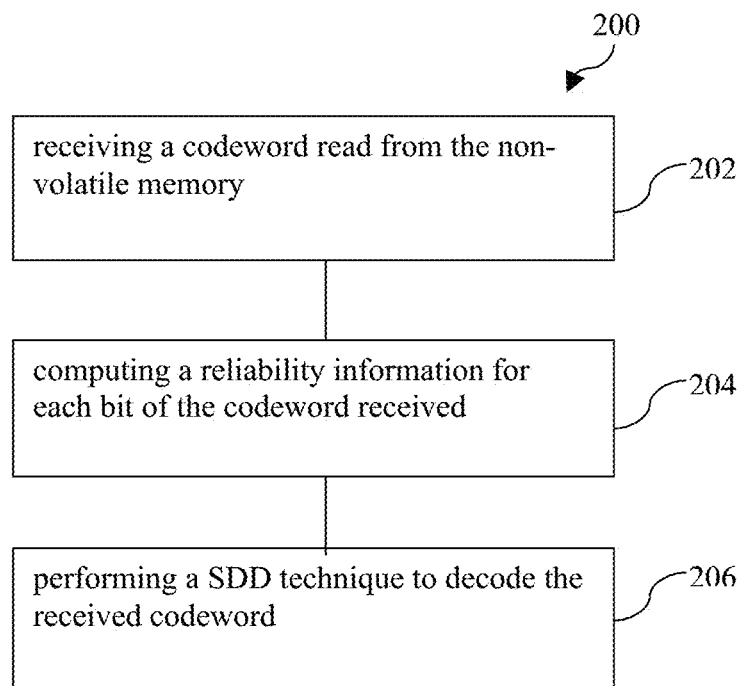 200
receiving a codeword read from the non-
volatile memory
202
computing a reliability information for
each bit of the codeword received
204
performing a SDD technique to decode the
received codeword
206